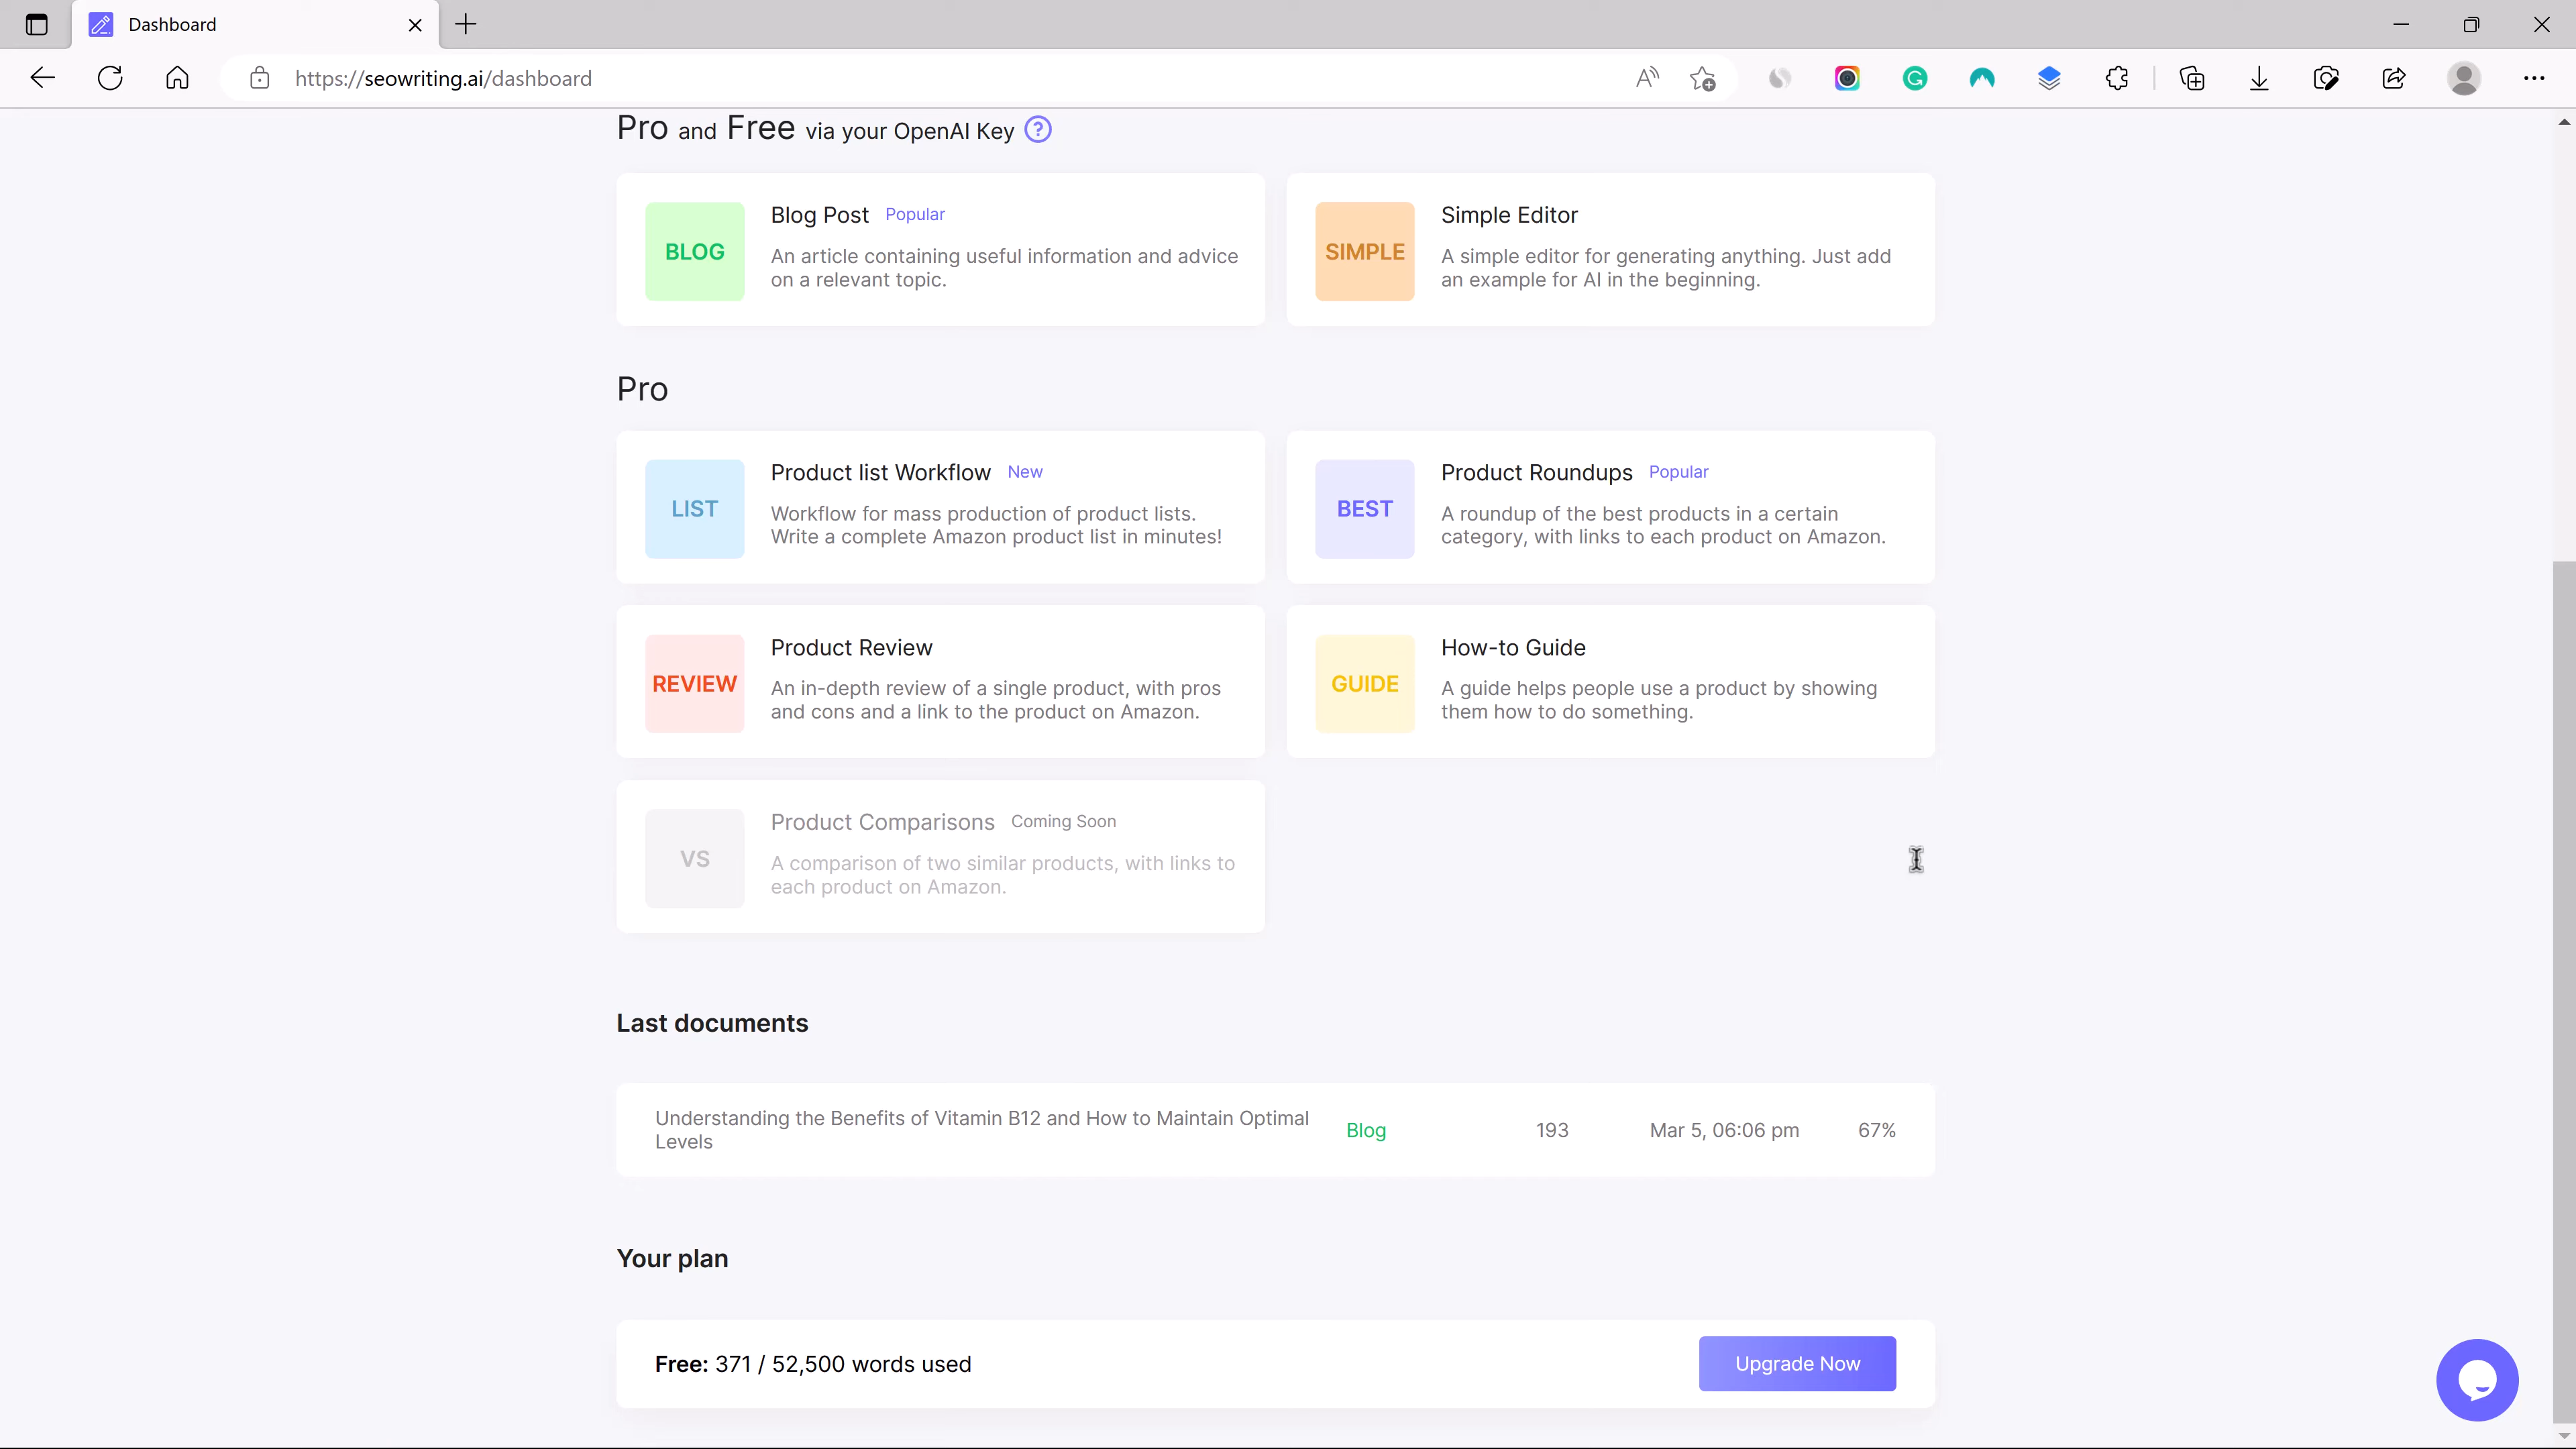 Dashboard
https://seowriting.ai/dashboard
Pro and Free via your OpenAI Key ?
BLOG
Blog Post Popular
An article containing useful information and advice
on a relevant topic.
SIMPLE
Simple Editor
A simple editor for generating anything. Just add
an example for AI in the beginning.
Pro
LIST
Product list Workflow New
Workflow for mass production of product lists.
Write a complete Amazon product list in minutes!
BEST
Product Roundups Popular
A roundup of the best products in a certain
category, with links to each product on Amazon.
REVIEW
Product Review
An in-depth review of a single product, with pros
and cons and a link to the product on Amazon.
GUIDE
How-to Guide
A guide helps people use a product by showing
them how to do something.
VS
Product Comparisons Coming Soon
A comparison of two similar products, with links to
each product on Amazon.
Last documents
Understanding the Benefits of Vitamin B12 and How to Maintain Optimal
Levels
Blog 193 Mar 5, 06:06 pm 67%
Your plan
Free: 371 / 52,500 words used
Upgrade Now